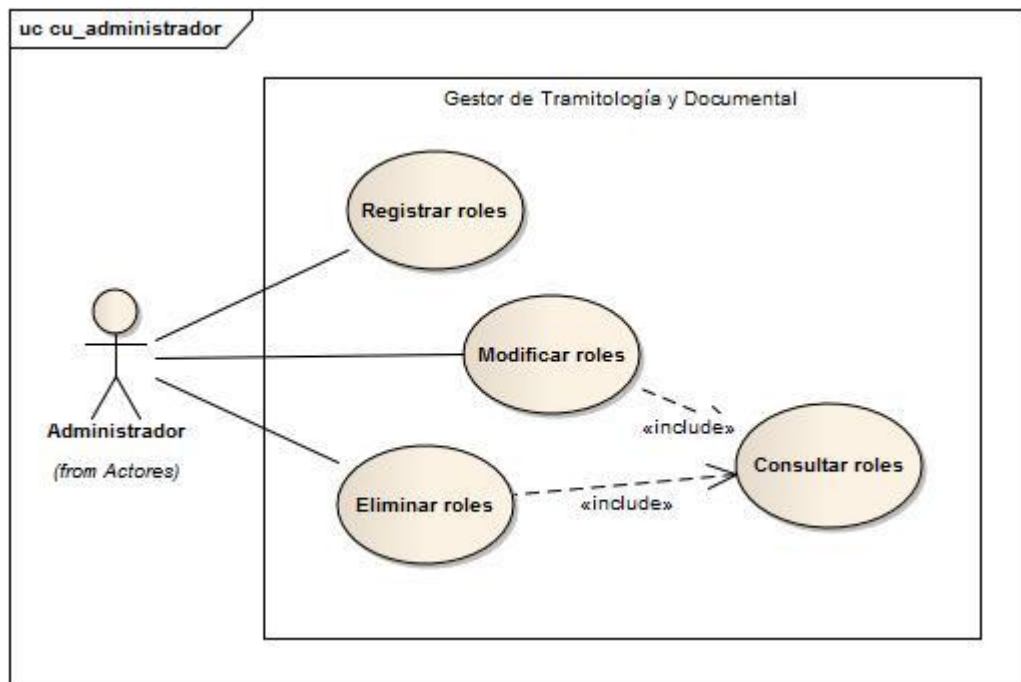 uc cu_administrador
Gestor de Tramitología y Documental
Registrar roles
Modificar roles
«include»
Administrador
(from Actores)
Consultar roles
Eliminar roles
«include»